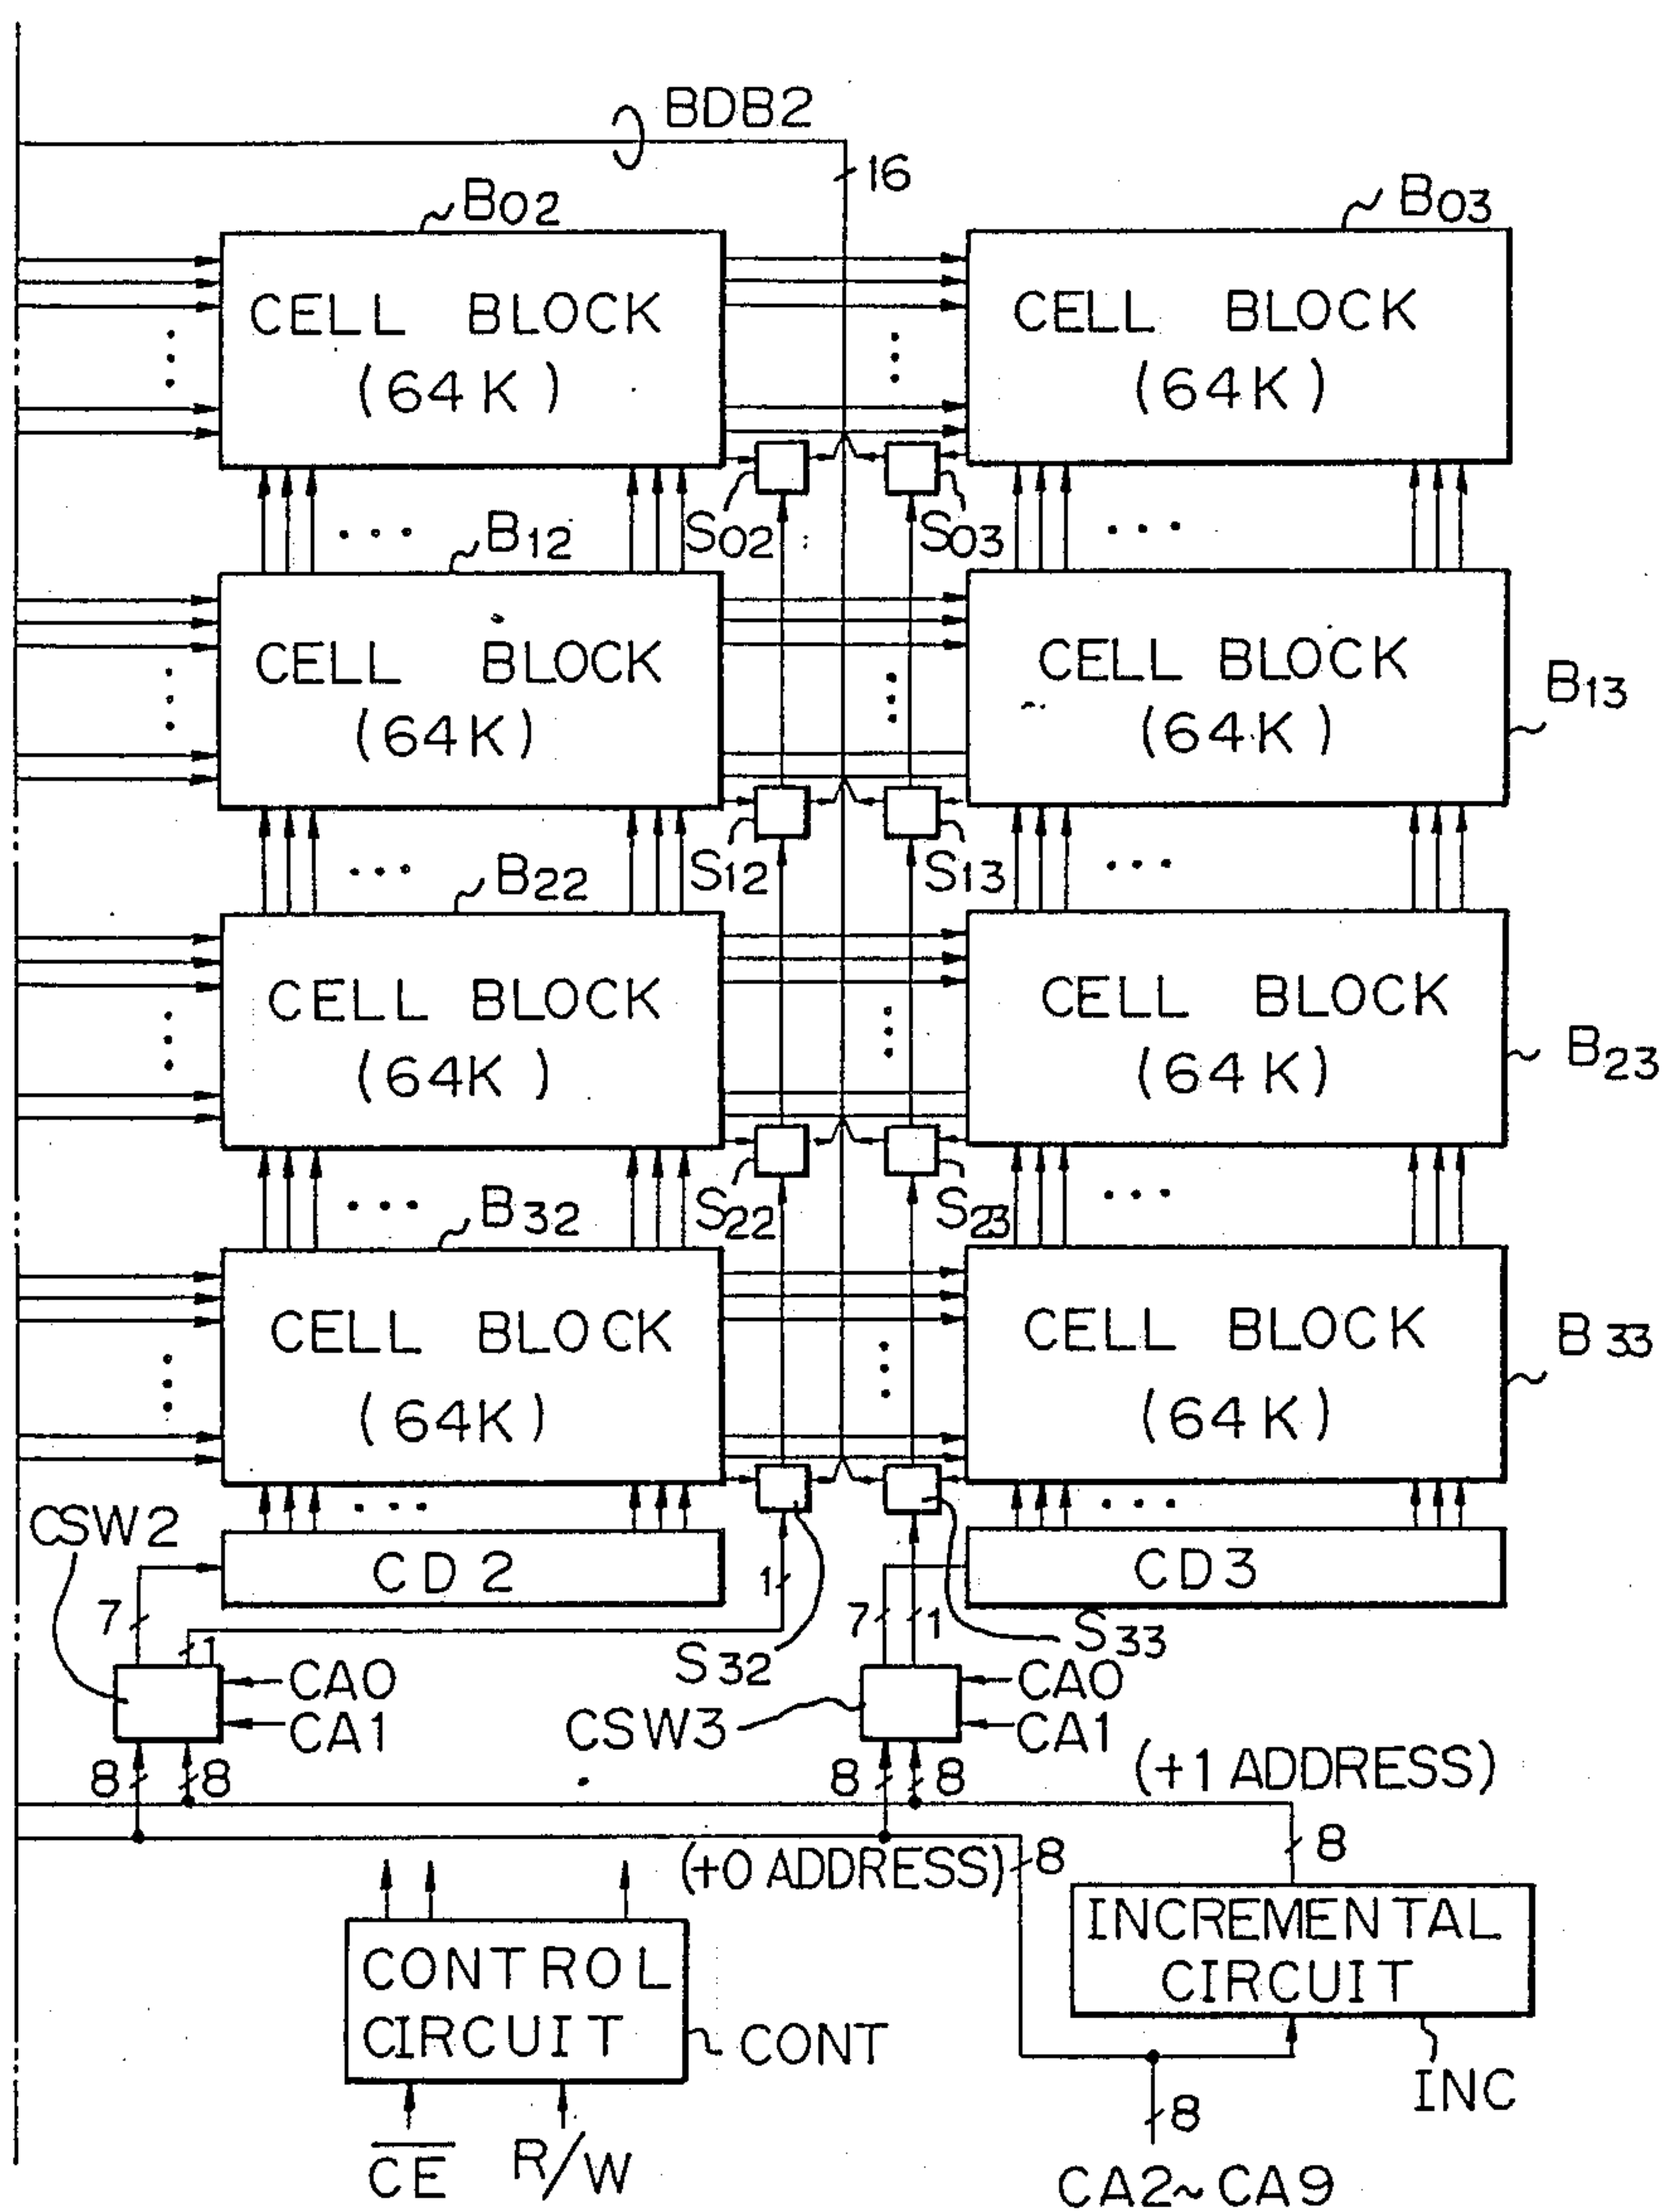 BDB2
16
B02
B03
CELL BLOCK
(64K)
CELL BLOCK
(64K)
S02
S03
B12
CELL BLOCK
(64K)
CELL BLOCK
(64K)
B13
S12
S13
B22
CELL BLOCK
(64K)
CELL BLOCK
(64K)
B23
S22
S23
B32
CELL BLOCK
(64K)
CELL BLOCK
(64K)
B33
CSW2
CD2
CD3
7
1
1
7
1
S32
S33
CAO
CA1
CSW3
CAO
CA1
8
8
8
8
(+1 ADDRESS)
(+0 ADDRESS)
8
8
CONTROL
CIRCUIT
CONT
INCREMENTAL
CIRCUIT
INC
CE
R/W
8
CA2~CA9